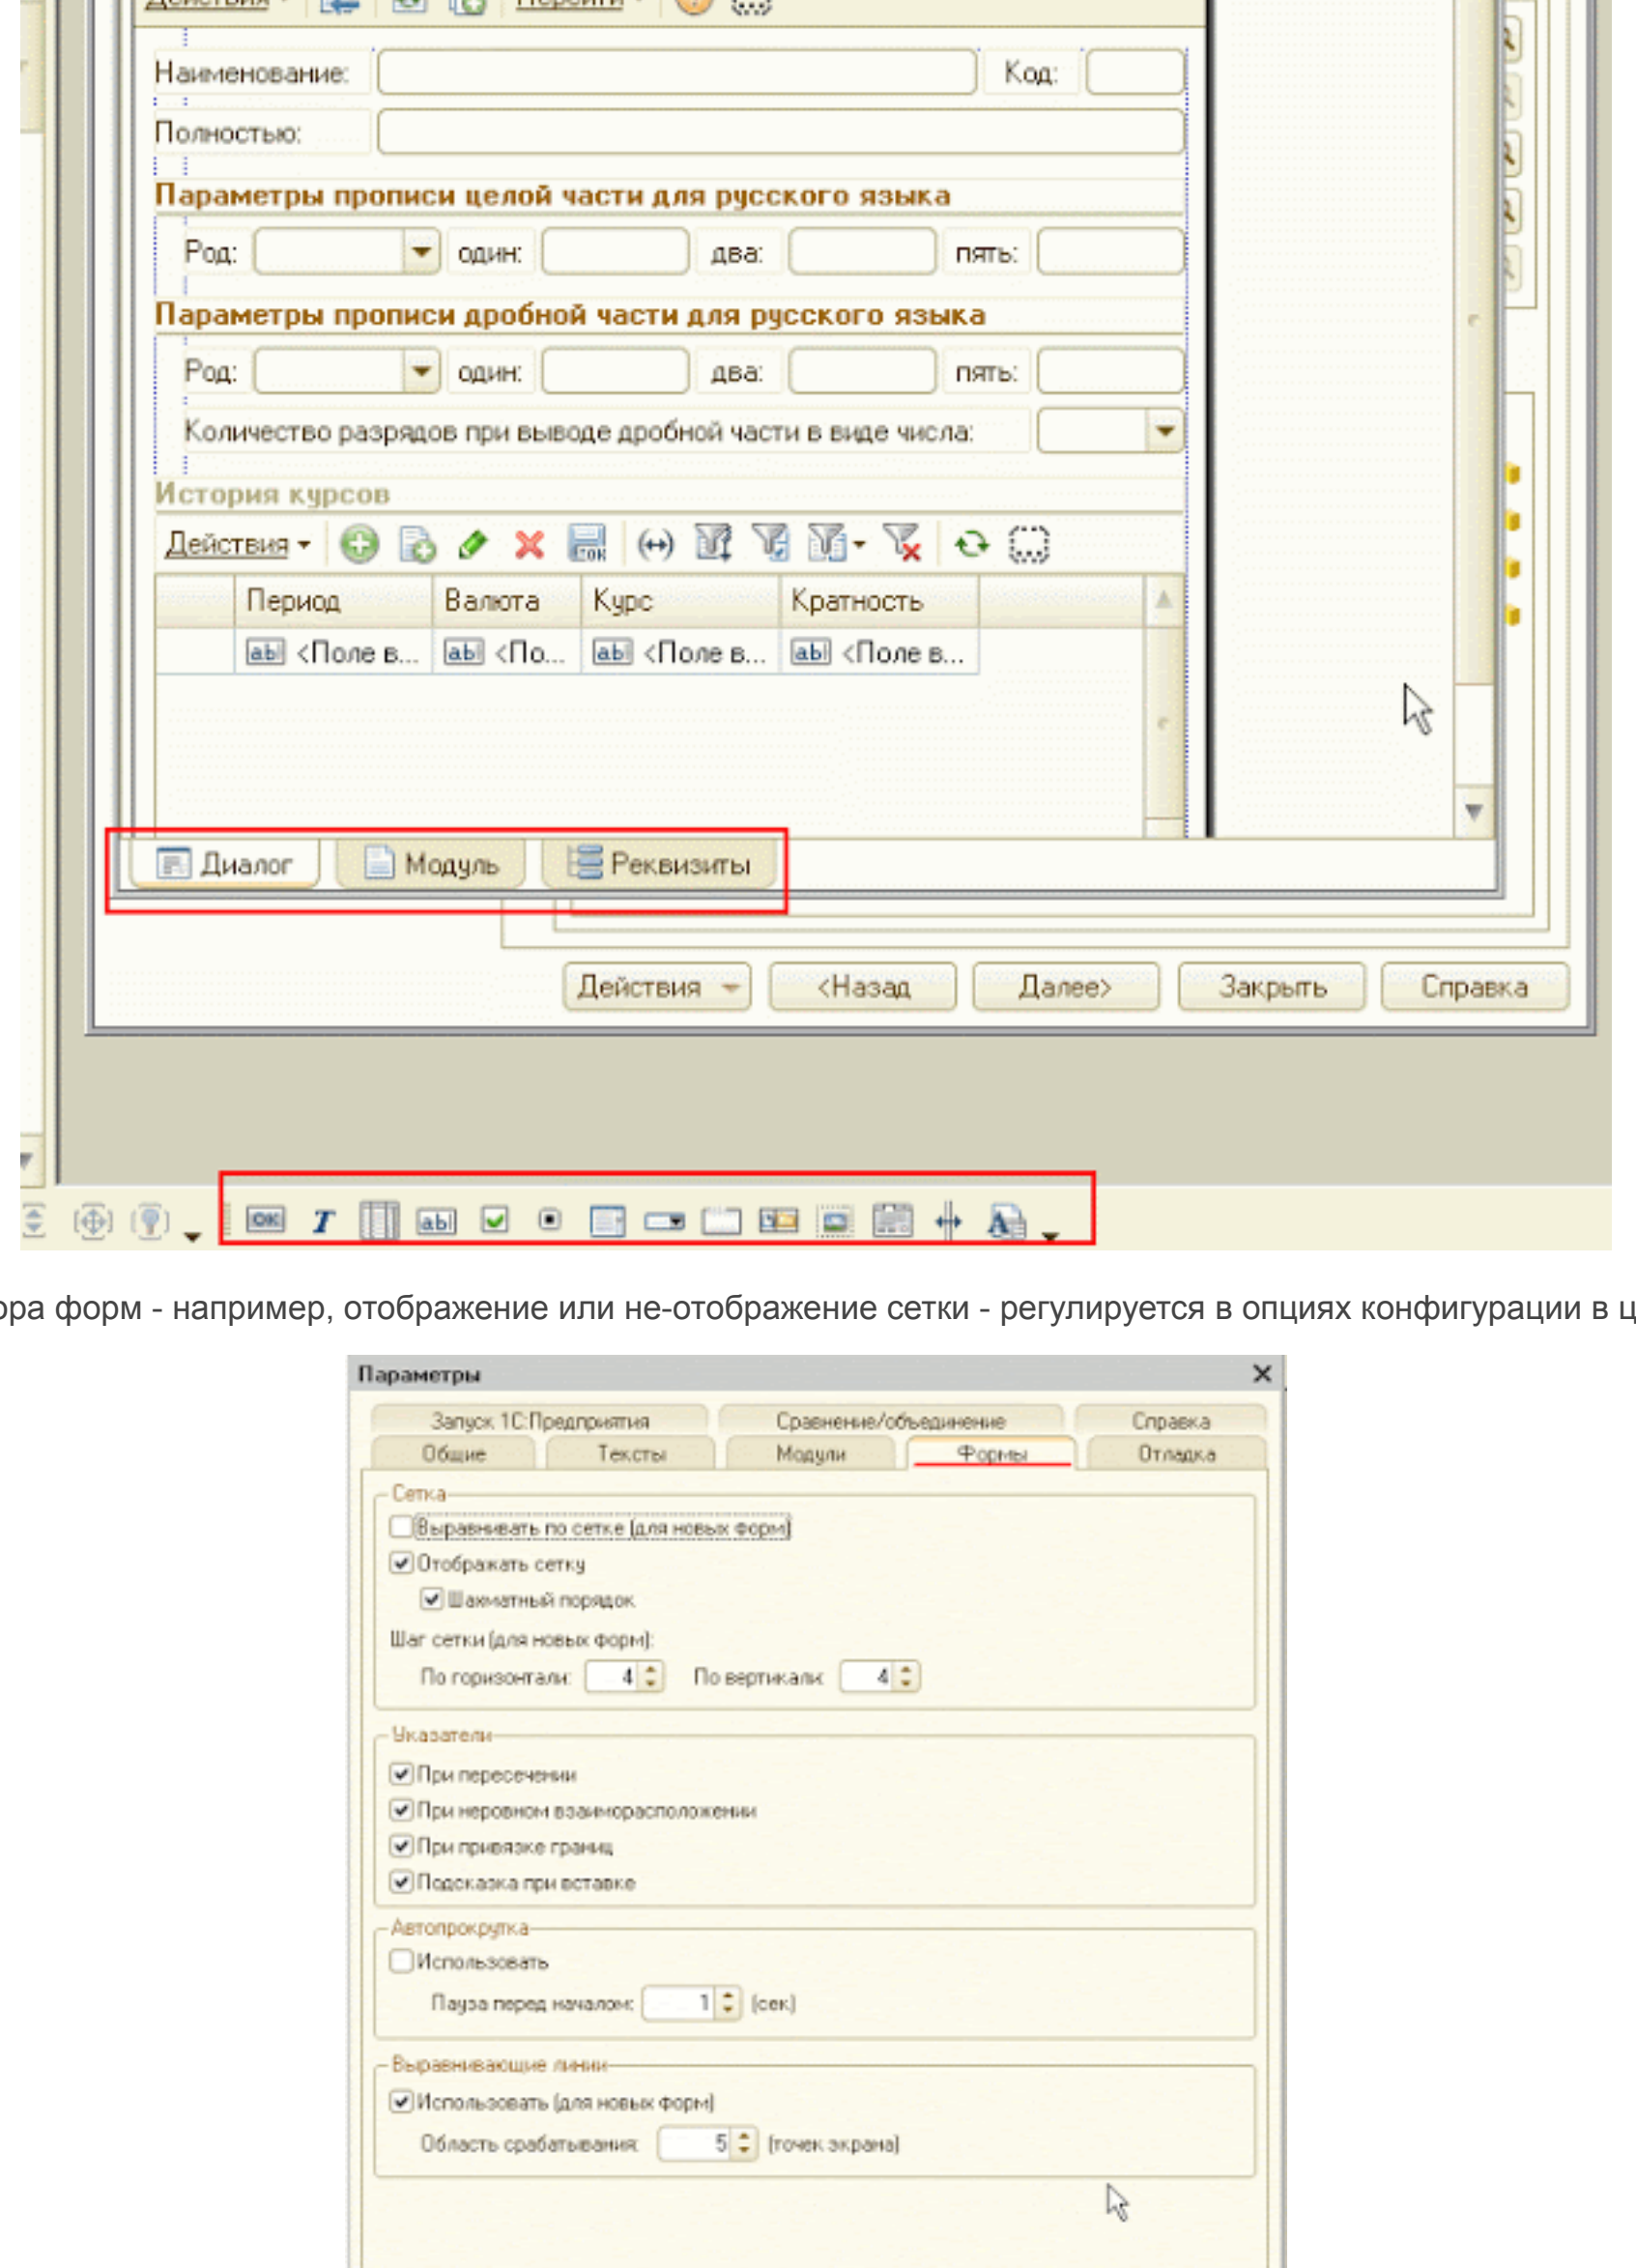 Действия Перейти
Наименование: Код:
Полностью:
Параметры прописи целой части для русского языка
Род: один: два: пять:
Параметры прописи дробной части для русского языка
Род: один: два: пять:
Количество разрядов при выводе дробной части в виде числа:
История курсов
Действия
Период Валюта Курс Кратность
<Поле в... <По... <Поле в... <Поле в...
Диалог Модуль Реквизиты
Действия <Назад Далее> Закрыть Справка
ора форм - например, отображение или не-отображение сетки - регулируется в опциях конфигурации в ц
Параметры
Запуск 1С:Предприятия Сравнение/объединение Справка
Общие Тексты Модули Формы Отладка
Сетка
Выравнивать по сетке (для новых форм)
Отображать сетку
Шахматный порядок
Шаг сетки (для новых форм):
По горизонтали: 4 По вертикали: 4
Указатели
При пересечении
При неровном взаиморасположении
При привязке границ
Подсказка при вставке
Автопрокрутка
Использовать
Пауза перед началом: 1 (сек)
Выравнивающие линии
Использовать (для новых форм)
Область срабатывания: 5 (точек экрана)